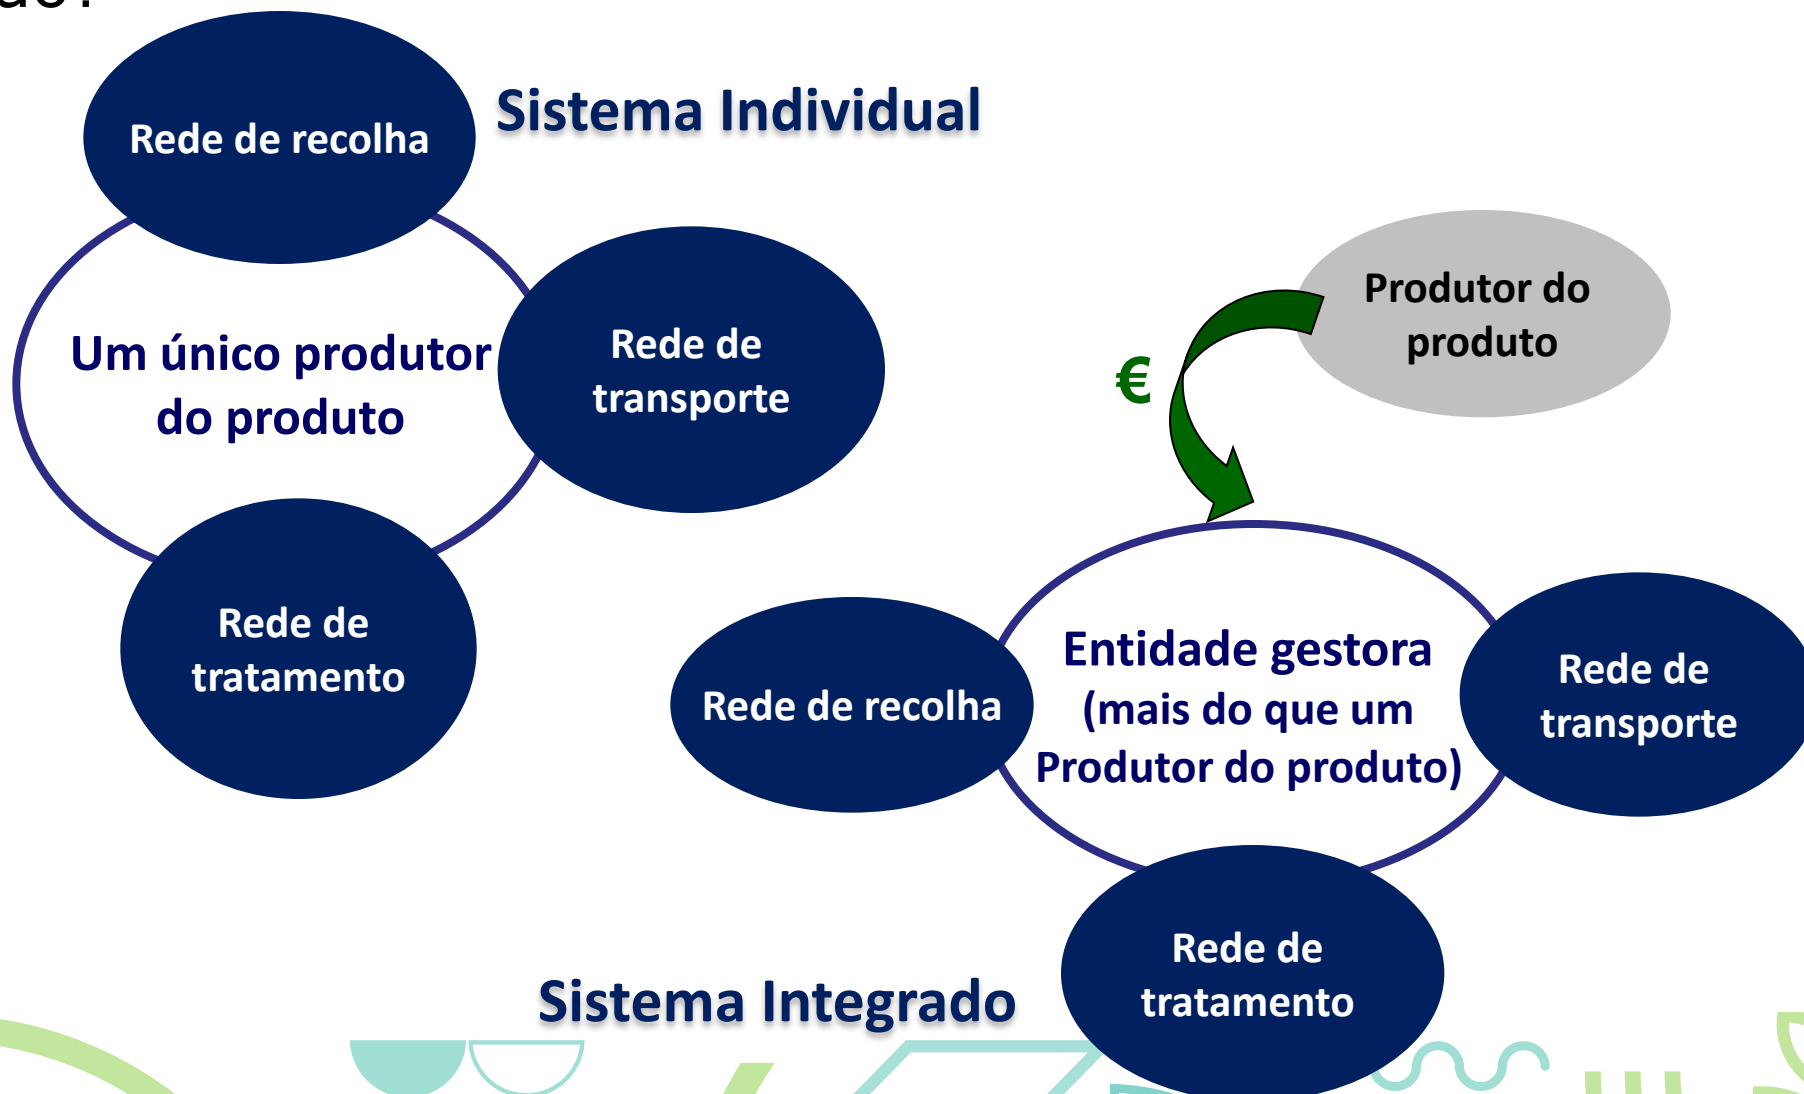 Sistema Individual
Rede de recolha
Um único produtor
do produto
Rede de
transporte
Rede de
tratamento
Produtor do
produto
€
Entidade gestora
(mais do que um
Produtor do produto)
Rede de recolha
Rede de
transporte
Rede de
tratamento
Sistema Integrado